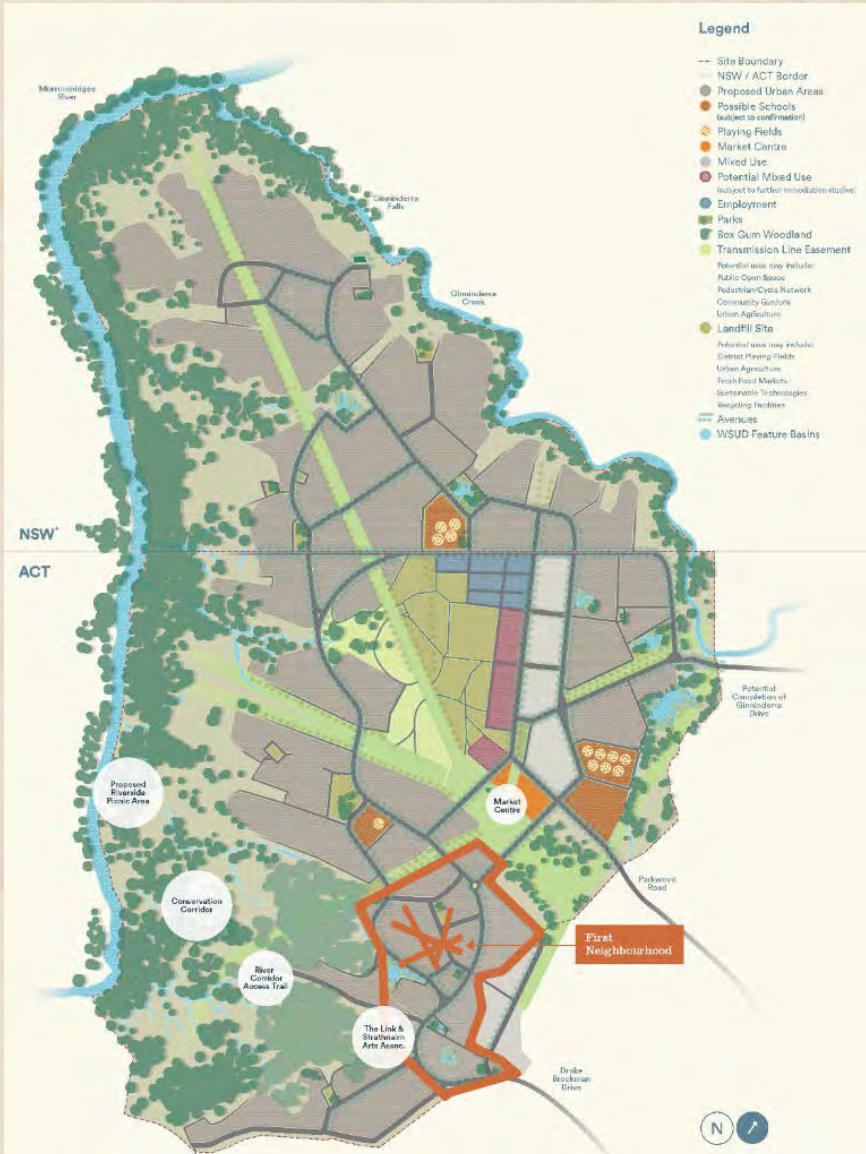 Legend
Site Boundary
NSW / ACT Border
Proposed Urban Areas
Possible Schools
(subject to confirmation)
Playing Fields
Market Centre
Mixed Use
Potential Mixed Use
(subject to further remediation studies)
Employment
Parks
Box Gum Woodland
Transmission Line Easement
Potential uses may include:
Public Open Space
Pedestrian/Cycle Network
Community Gardens
Urban Agriculture
Landfill Site
Potential uses may include:
District Playing Fields
Urban Agriculture
Fresh Food Markets
Sustainable Technologies
Recycling Facilities
Avenues
WSUD Feature Basins
Murrumbidgee
River
Ginninderra
Falls
Ginninderra
Creek
NSW*
ACT
Potential
Completion of
Ginninderra
Drive
Proposed
Riverside
Picnic Area
Market
Centre
Parkwood
Road
Conservation
Corridor
First
Neighbourhood
River
Corridor
Access Trail
The Link &
Strathnairn
Arts Assoc.
Drake
Brockman
Drive
N